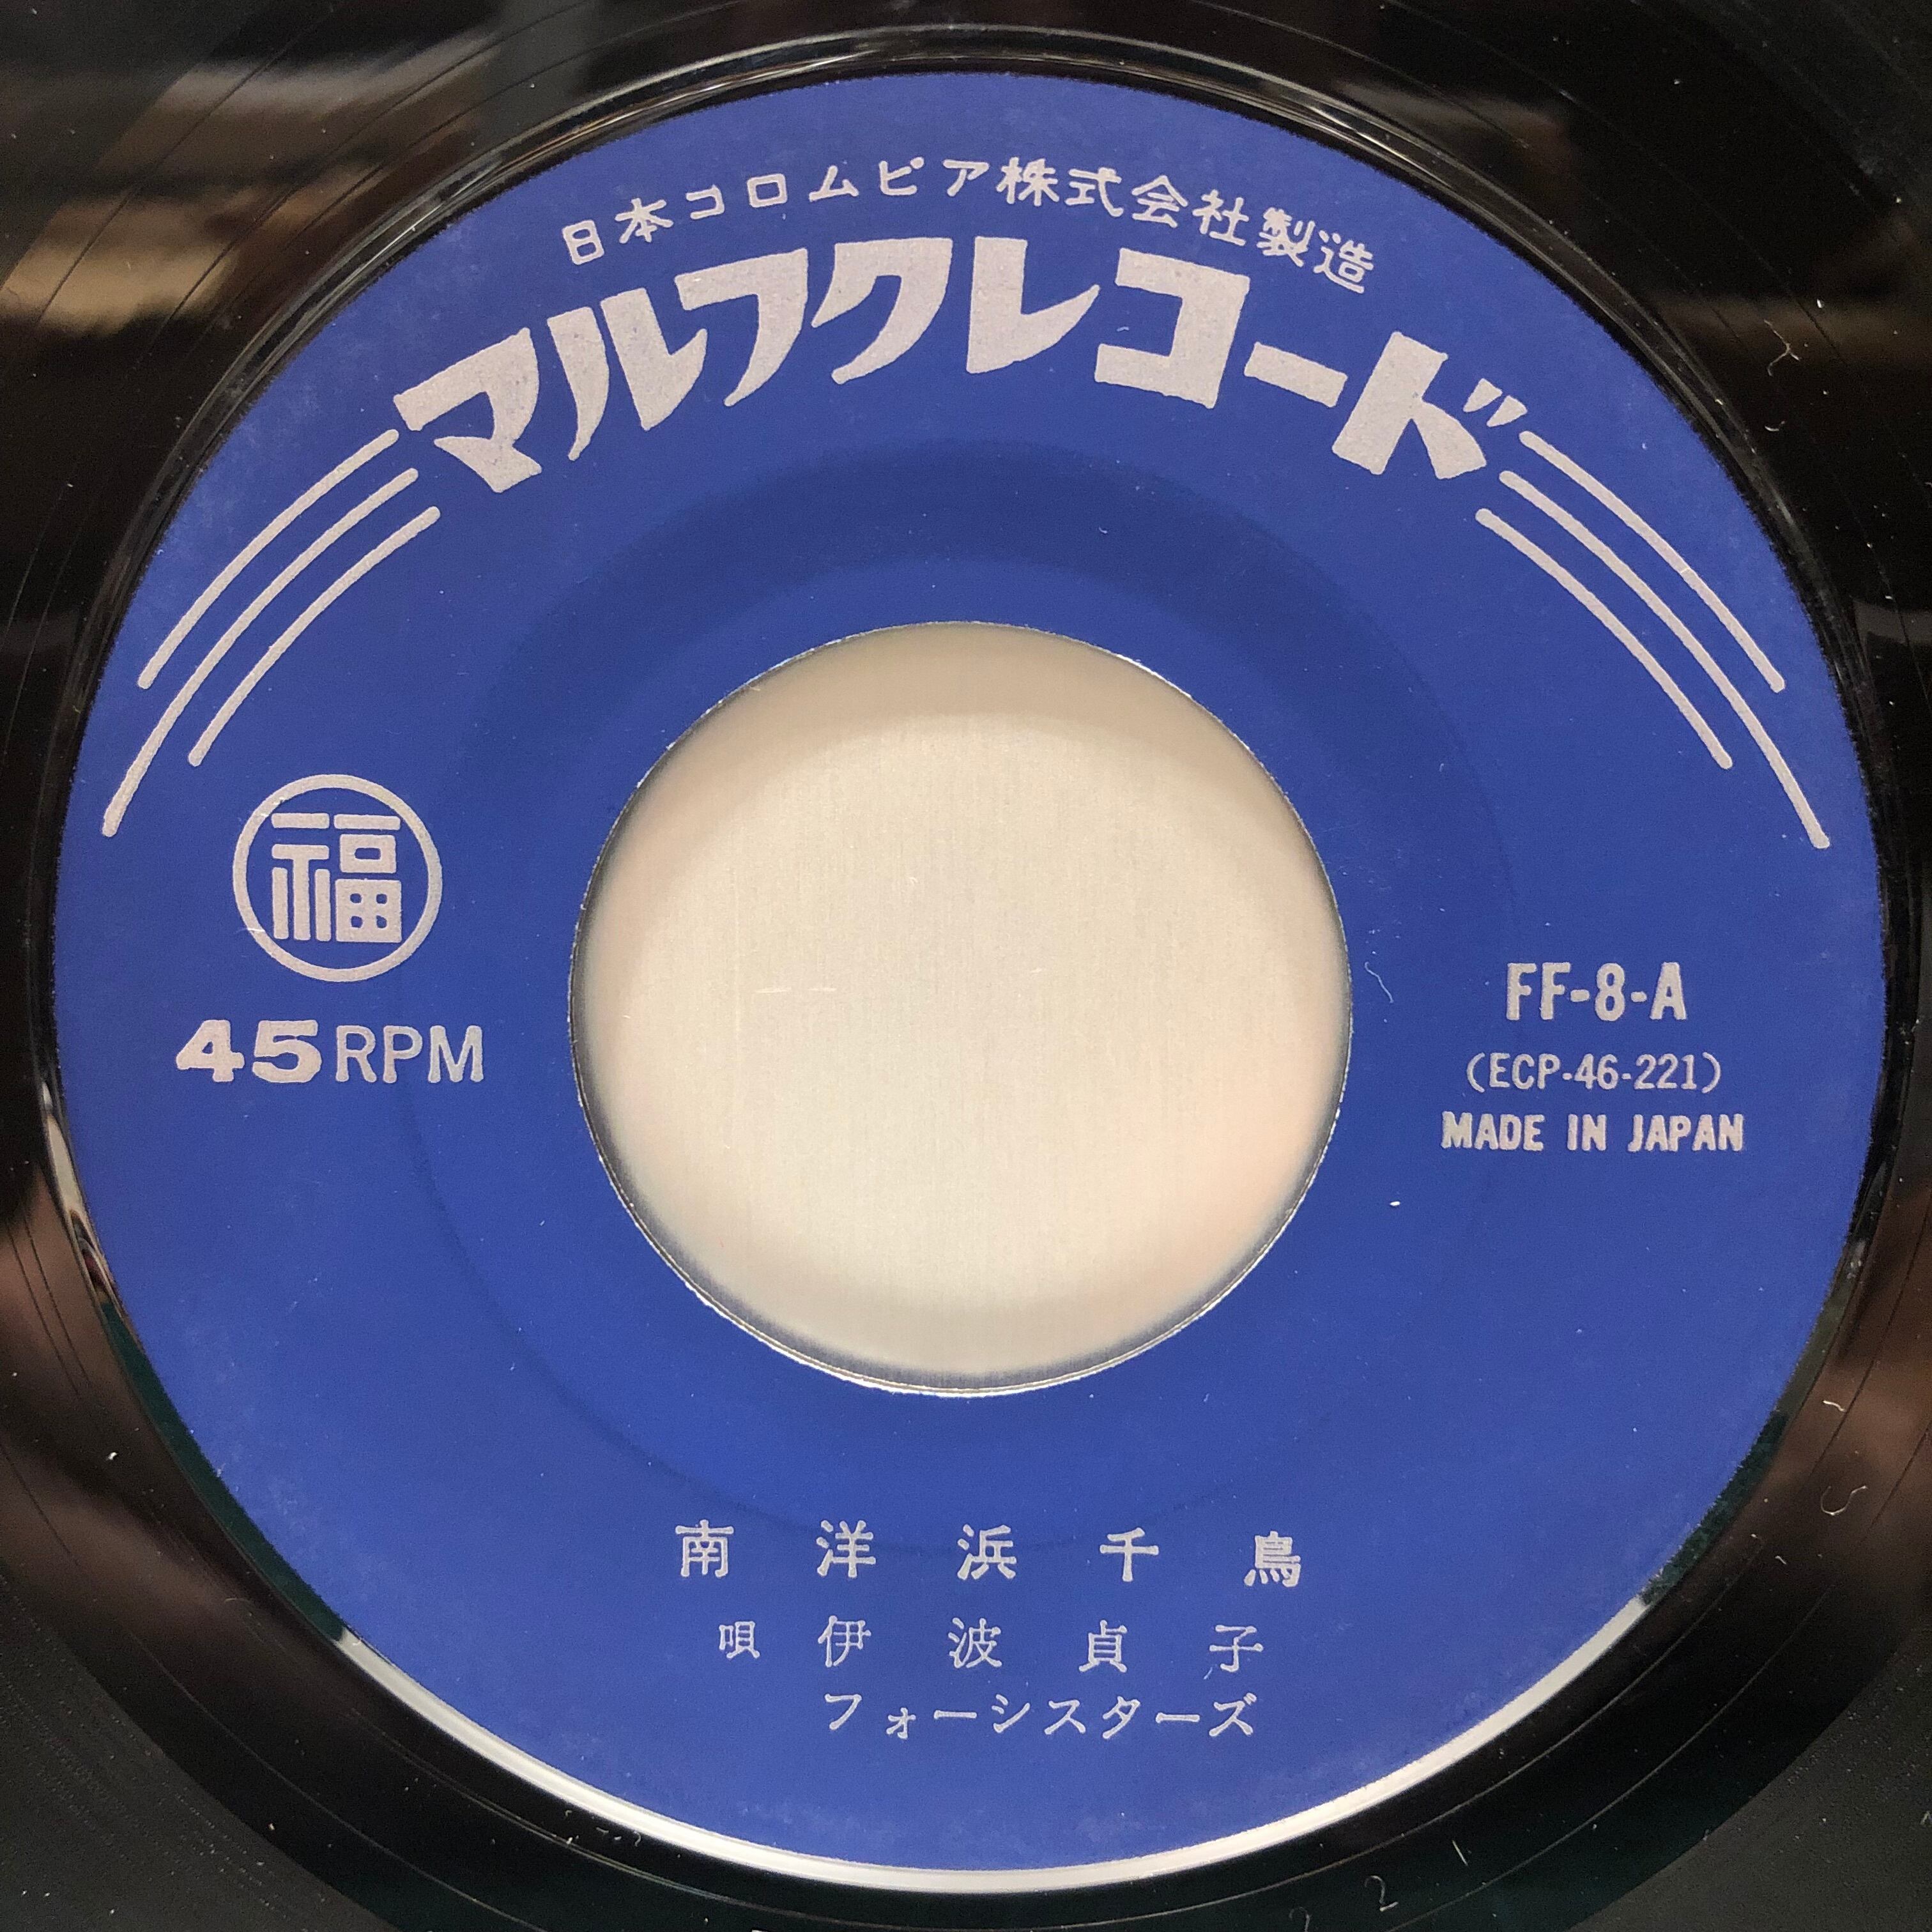 日本コロムビア株式会社製造
マルフクレコード
福
45 RPM
FF-8-A
(ECP-46-221)
MADE IN JAPAN
南洋浜千鳥
唄 伊波貞子
フォーシスターズ